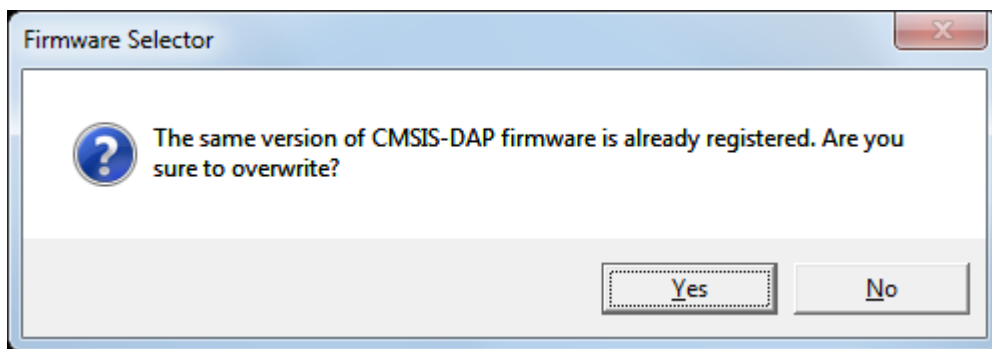 Firmware Selector
The same version of CMSIS-DAP firmware is already registered. Are you
sure to overwrite?
Yes
No